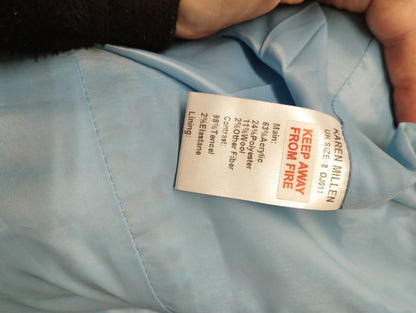 KAREN MILLEN
UK SIZE: 8 DJ011
KEEP AWAY
FROM FIRE
Main:
63%Acrylic
24%Polyester
11%Wool
2%Other Fiber
Contrast:
98%Tencel
2%Elastane
Lining: